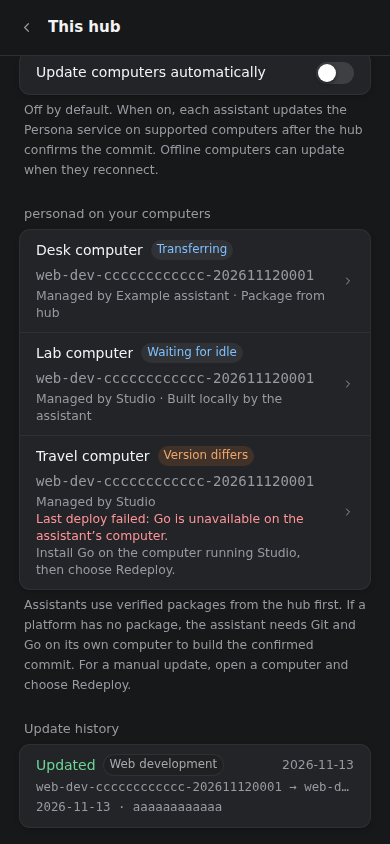 This hub
Update computers automatically
Off by default. When on, each assistant updates the
Persona service on supported computers after the hub
confirms the commit. Offline computers can update
when they reconnect.
personad on your computers
Desk computer Transferring
web-dev-cccccccccccc-202611120001
Managed by Example assistant · Package from
hub
Lab computer Waiting for idle
web-dev-cccccccccccc-202611120001
Managed by Studio · Built locally by the
assistant
Travel computer Version differs
web-dev-cccccccccccc-202611120001
Managed by Studio
Last deploy failed: Go is unavailable on the
assistant’s computer.
Install Go on the computer running Studio,
then choose Redeploy.
Assistants use verified packages from the hub first. If a
platform has no package, the assistant needs Git and
Go on its own computer to build the confirmed
commit. For a manual update, open a computer and
choose Redeploy.
Update history
Updated Web development 2026-11-13
web-dev-cccccccccccc-202611120001 → web-d…
2026-11-13 · aaaaaaaaaaaa